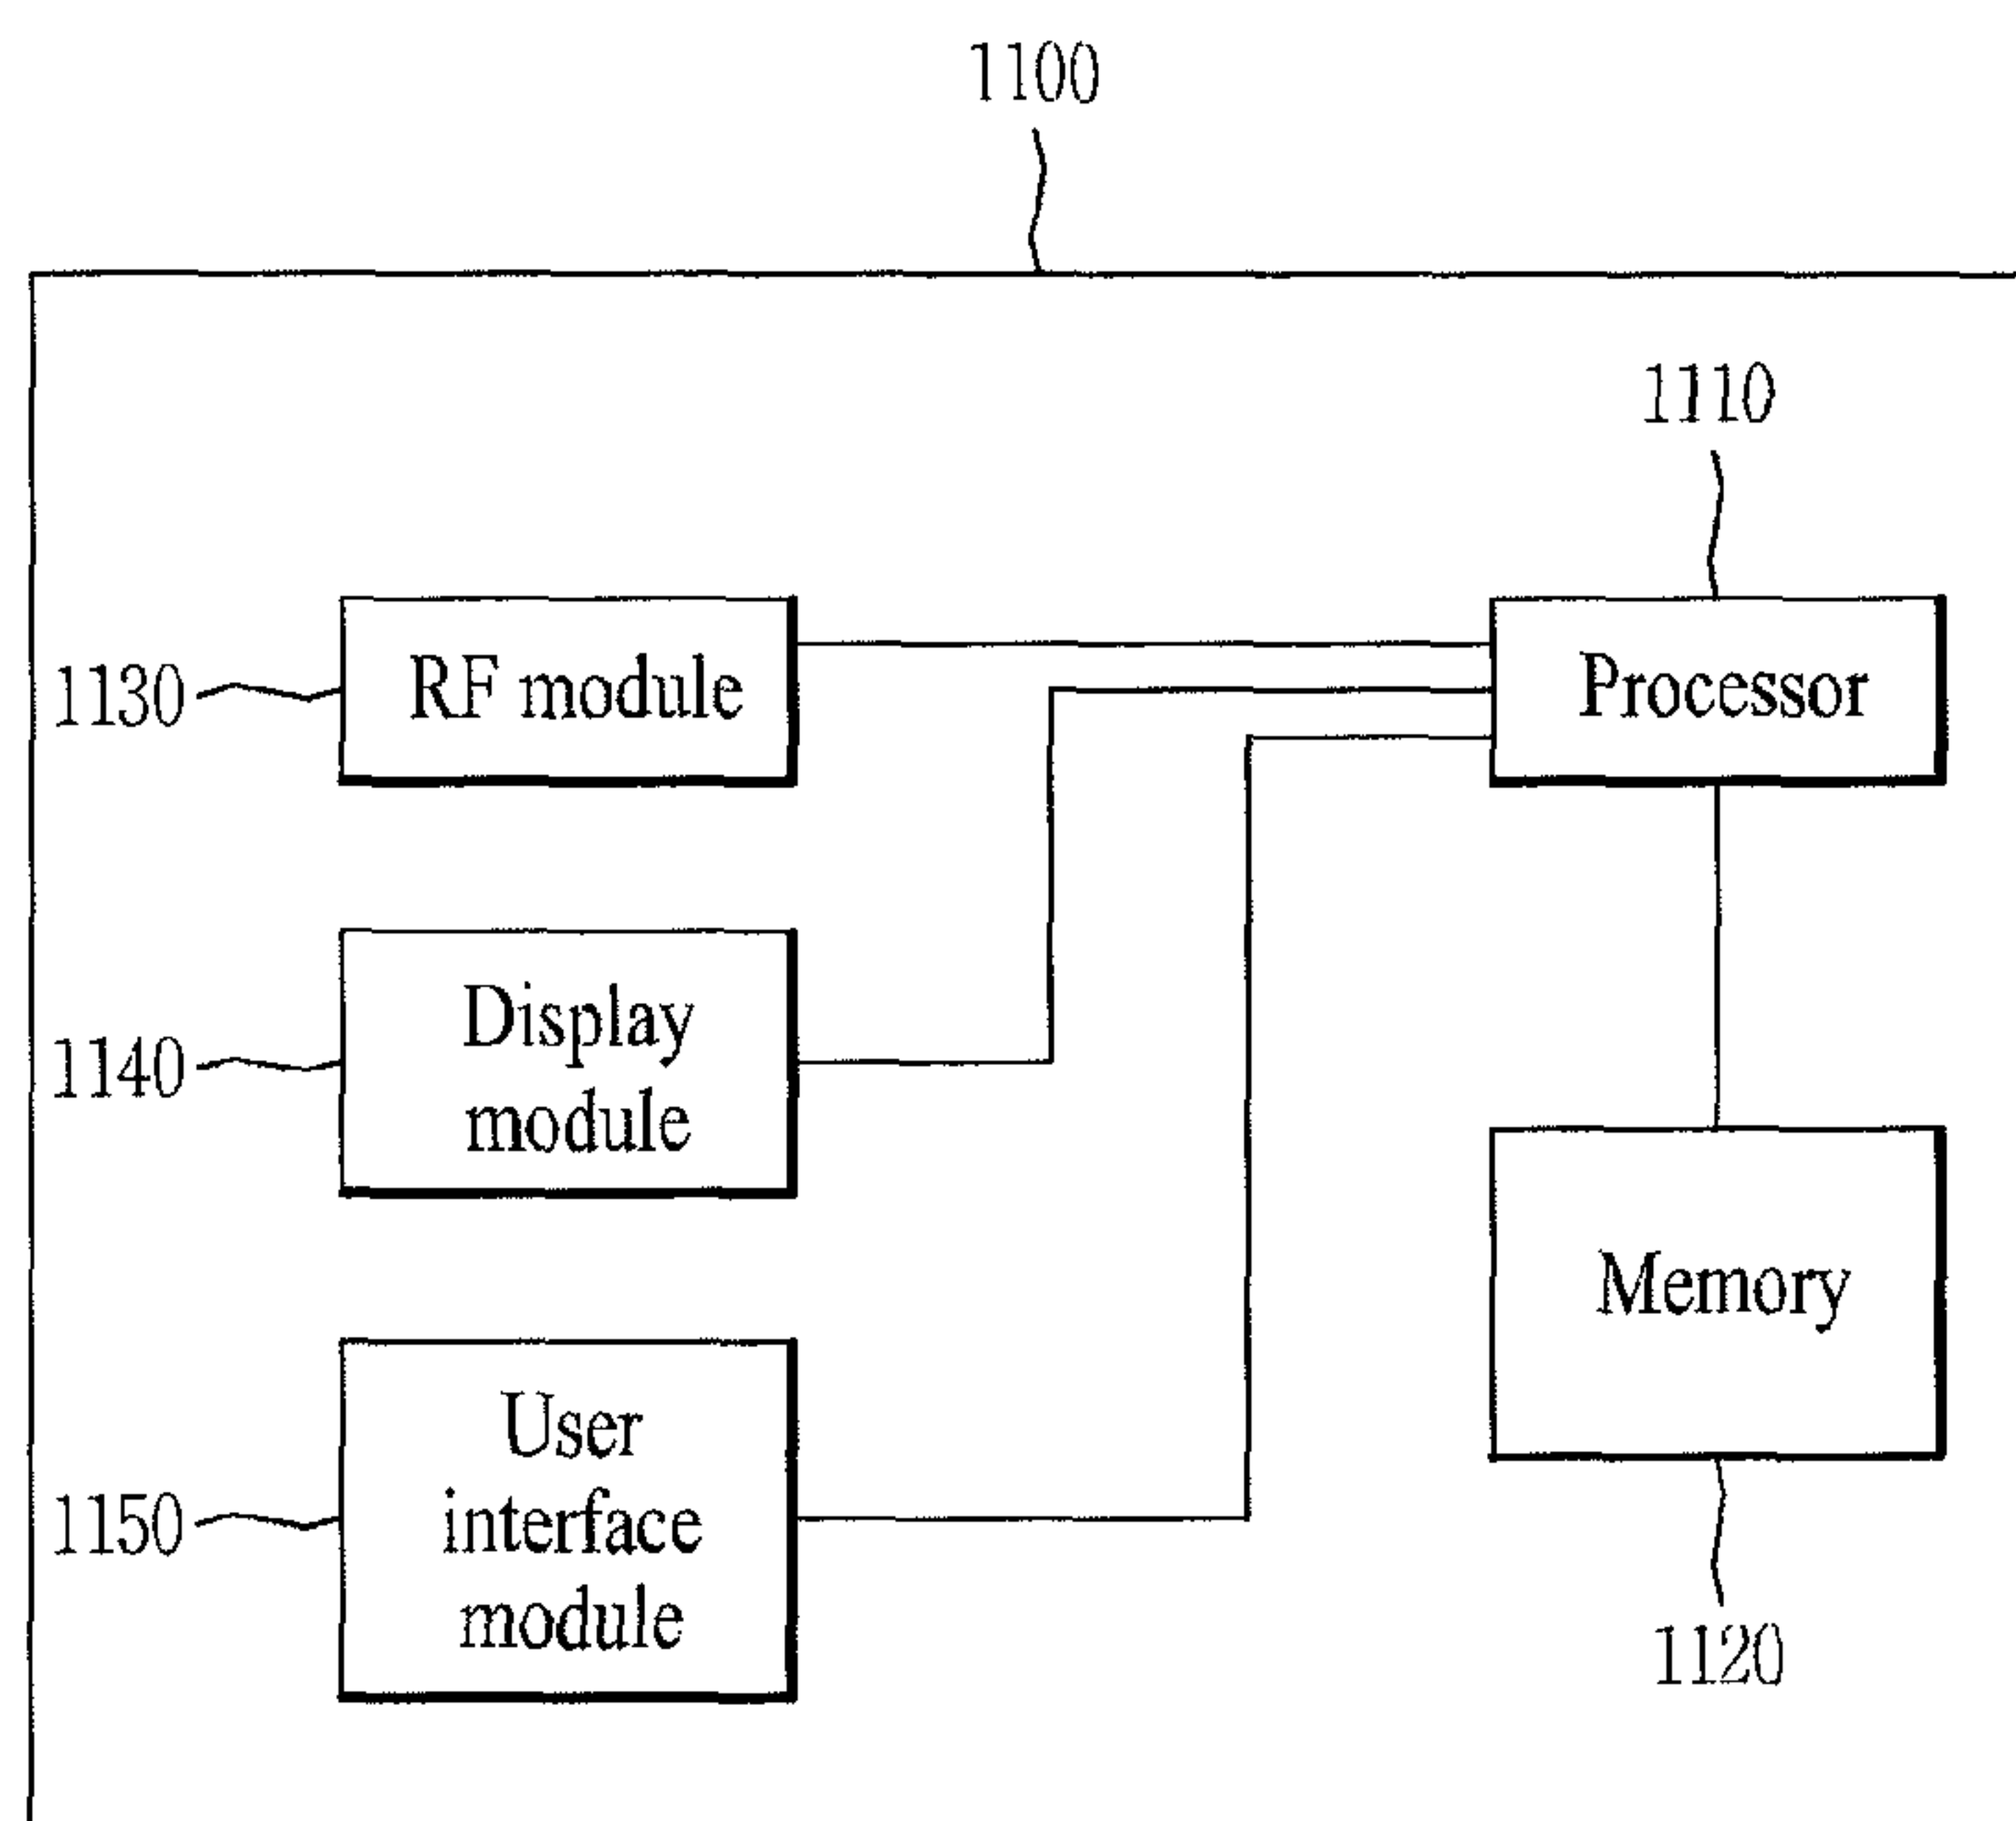 1100
1110
1130
RF module
Processor
1140
Display
module
Memory
1150
User
interface
module
1120